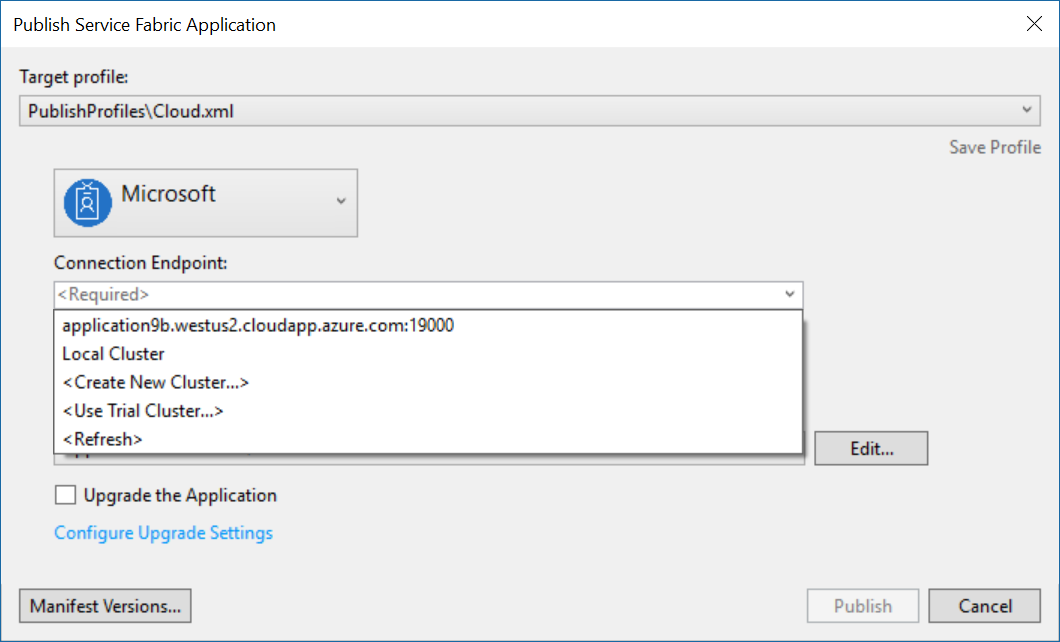 Publish Service Fabric Application
Target profile:
PublishProfiles\Cloud.xml
Save Profile
Microsoft
Connection Endpoint:
<Required>
application9b.westus2.cloudapp.azure.com:19000
Local Cluster
<Create New Cluster...>
<Use Trial Cluster...>
<Refresh>
Edit...
Upgrade the Application
Configure Upgrade Settings
Manifest Versions...
Publish
Cancel